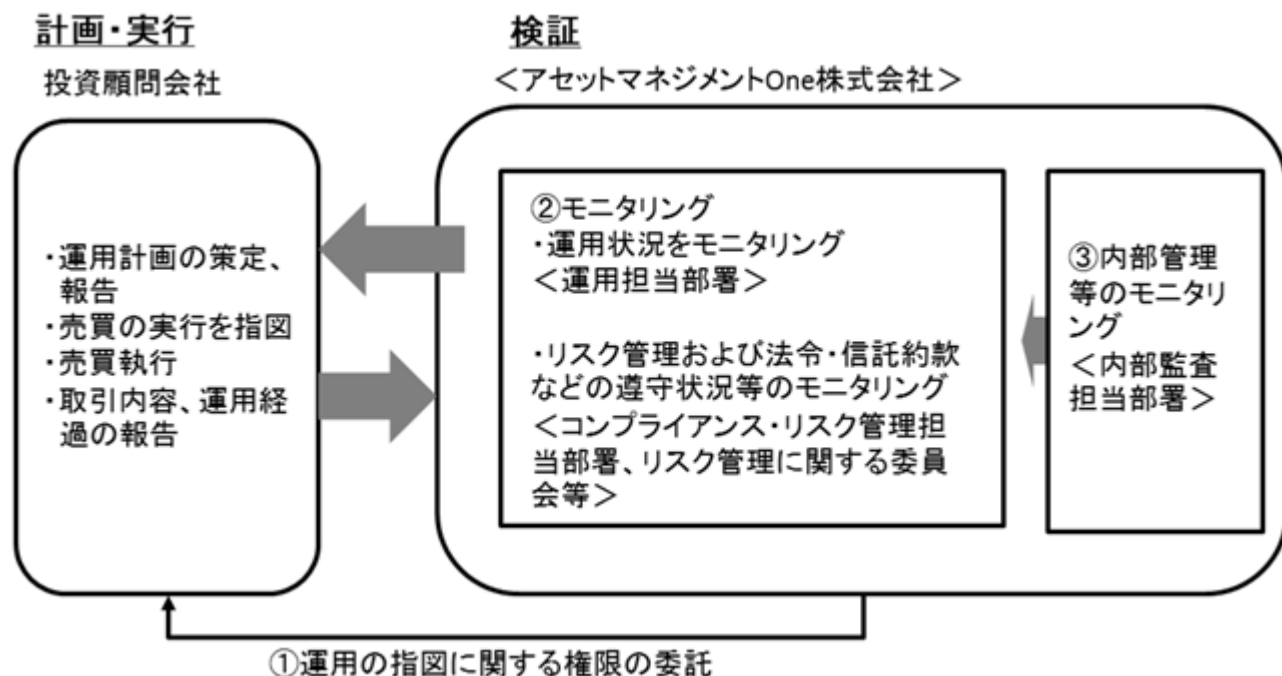 計画・実行
投資顧問会社
・運用計画の策定、
報告
・売買の実行を指図
・売買執行
・取引内容、運用経
過の報告
検証
＜アセットマネジメントOne株式会社＞
②モニタリング
・運用状況をモニタリング
＜運用担当部署＞
・リスク管理および法令・信託約款
などの遵守状況等のモニタリング
＜コンプライアンス・リスク管理担
当部署、リスク管理に関する委員
会等＞
③内部管理
等のモニタリ
ング
＜内部監査
担当部署＞
①運用の指図に関する権限の委託